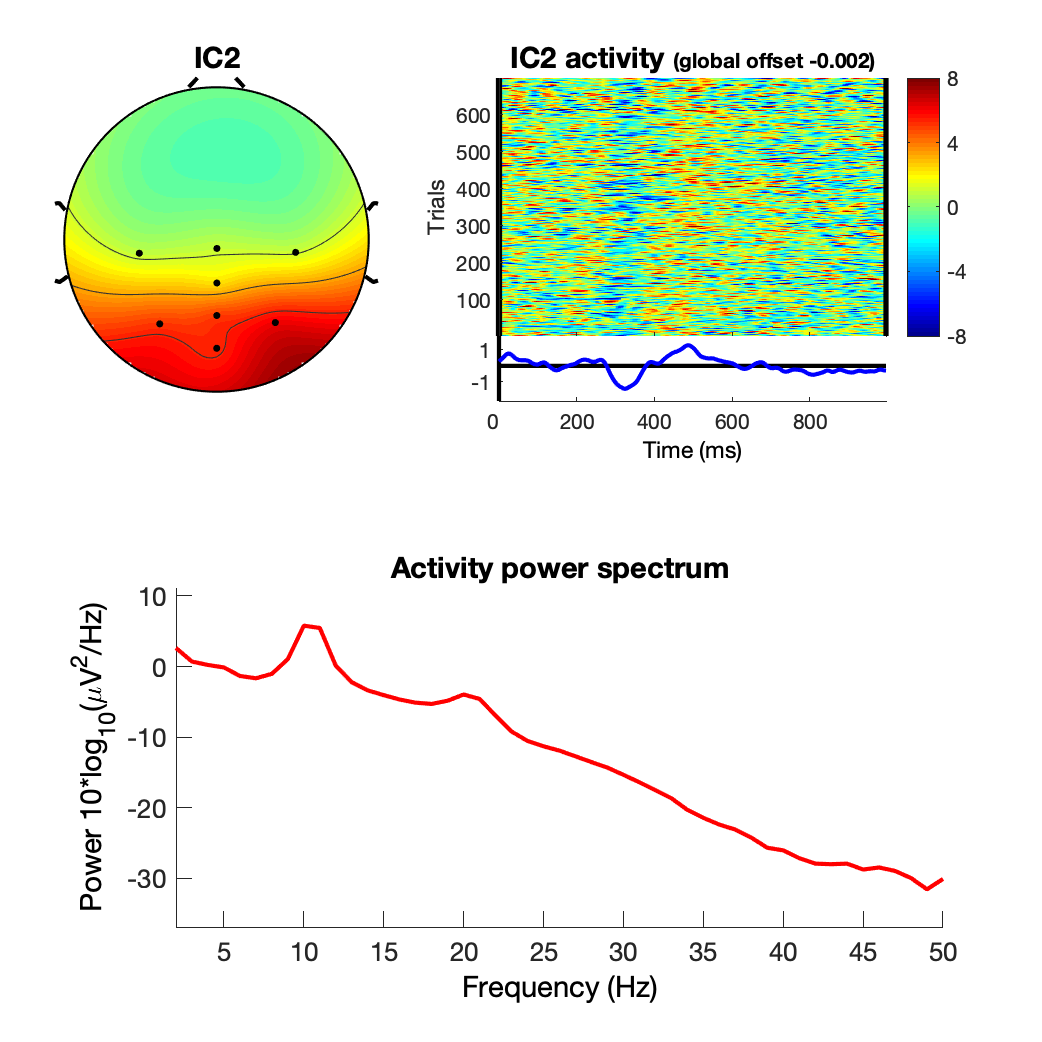 IC2
IC2 activity (global offset -0.002)
600
500
400
300
200
100
Trials
8
4
0
-4
-8
1
-1
0 200 400 600 800
Time (ms)
Activity power spectrum
10
0
-10
-20
-30
Power 10*log10(μV2/Hz)
5 10 15 20 25 30 35 40 45 50
Frequency (Hz)